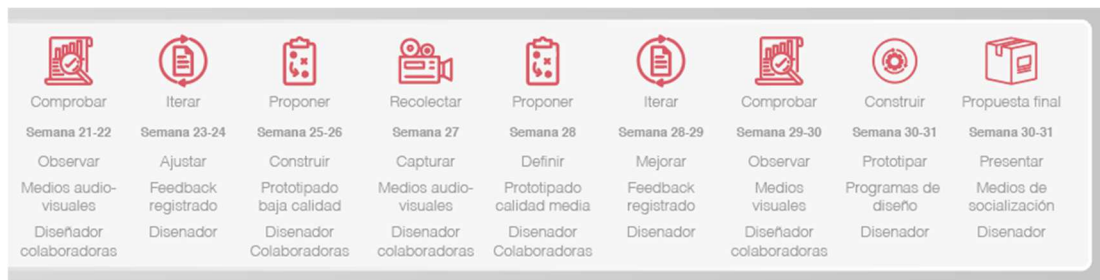 Comprobar Iterar Proponer Recolectar Proponer Iterar Comprobar Construir Propuesta final
Semana 21-22 Semana 23-24 Semana 25-26 Semana 27 Semana 28 Semana 28-29 Semana 29-30 Semana 30-31 Semana 30-31
Observar Ajustar Construir Capturar Definir Mejorar Observar Prototipar Presentar
Medios audio- Feedback Prototipado Medios audio- Prototipado Feedback Medios Programas de Medios de
visuales registrado baja calidad visuales calidad media registrado visuales diseño socialización
Diseñador Disenador Disenador Disenador Disenador Disenador Diseñador Disenador Disenador
colaboradoras Colaboradoras colaboradoras Colaboradoras colaboradoras